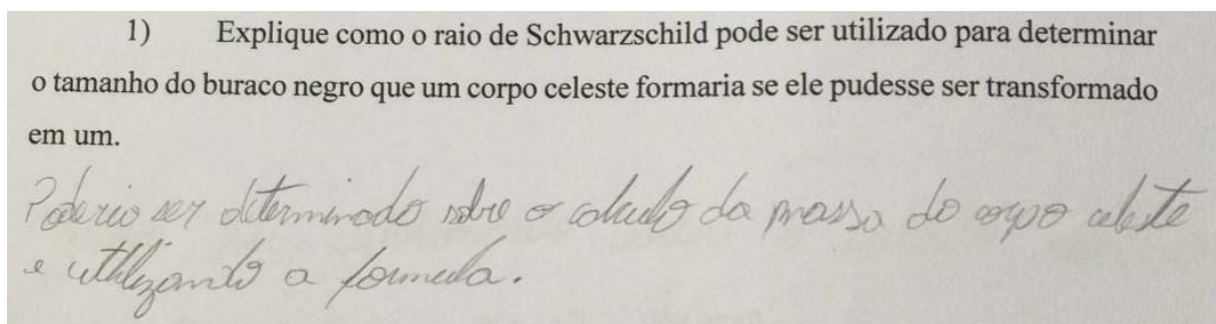 1) Explique como o raio de Schwarzschild pode ser utilizado para determinar
o tamanho do buraco negro que um corpo celeste formaria se ele pudesse ser transformado
em um.
Poderia ser determinado sobre o calculo da massa do corpo celeste
e utilizando a formula.